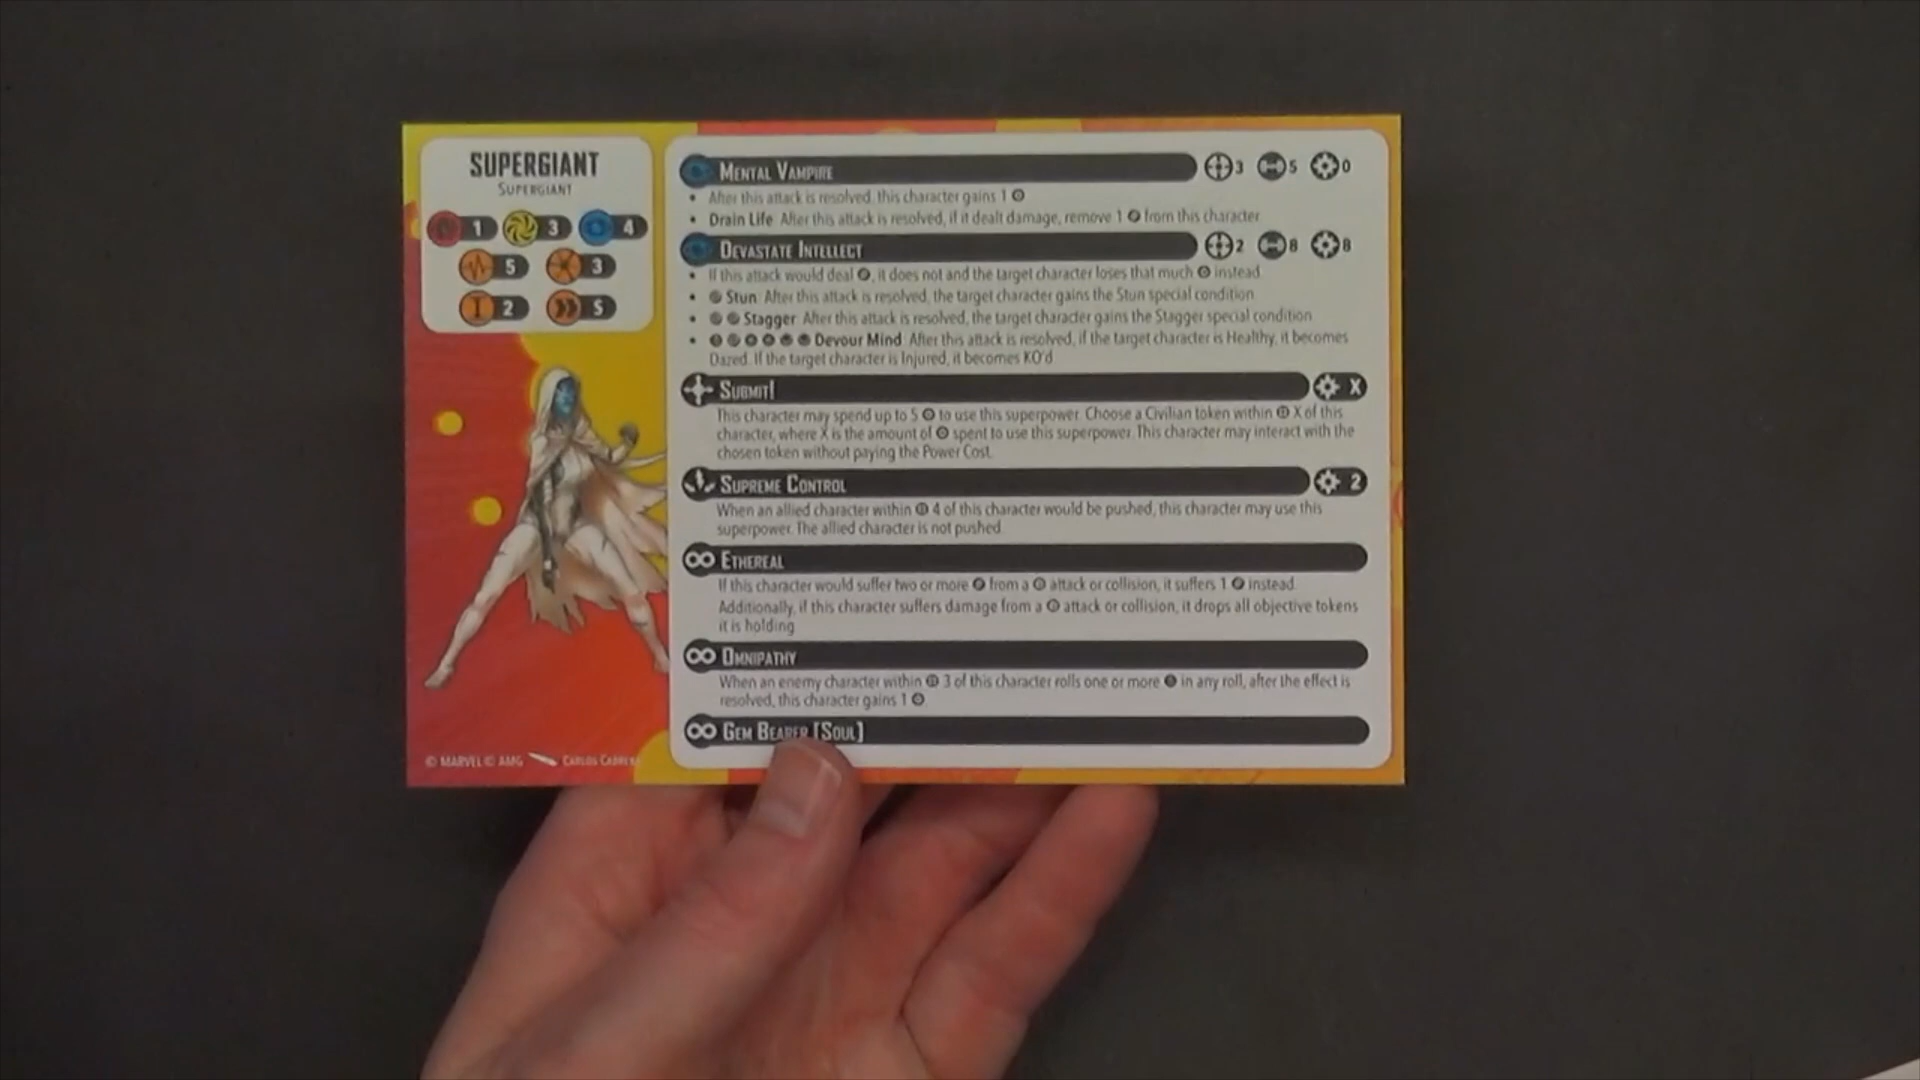 SUPERGIANT
SUPERGIANT
1 3 4
5 3
2 S
MENTAL VAMPIRE 3 5 0
• After this attack is resolved, this character gains 1
• Drain Life After this attack is resolved, if it dealt damage, remove 1 from this character
DEVASTATE INTELLECT 2 8 8
• If this attack would deal , it does not and the target character loses that much instead
• Stun After this attack is resolved, the target character gains the Stun special condition
• Stagger After this attack is resolved, the target character gains the Stagger special condition
• Devour Mind After this attack is resolved, if the target character is Healthy, it becomes
Dazed. If the target character is Injured, it becomes KO'd
SUBMIT! X
This character may spend up to 5 to use this superpower. Choose a Civilian token within X of this
character, where X is the amount of spent to use this superpower. This character may interact with the
chosen token without paying the Power Cost.
SUPREME CONTROL 2
When an allied character within 4 of this character would be pushed, this character may use this
superpower. The allied character is not pushed
ETHEREAL
If this character would suffer two or more from a attack or collision, it suffers 1 instead.
Additionally, if this character suffers damage from a attack or collision, it drops all objective tokens
it is holding
OMNIPATHY
When an enemy character within 3 of this character rolls one or more in any roll, after the effect is
resolved, this character gains 1
GEM BEARER [SOUL]
© MARVEL © AMG CARLOS